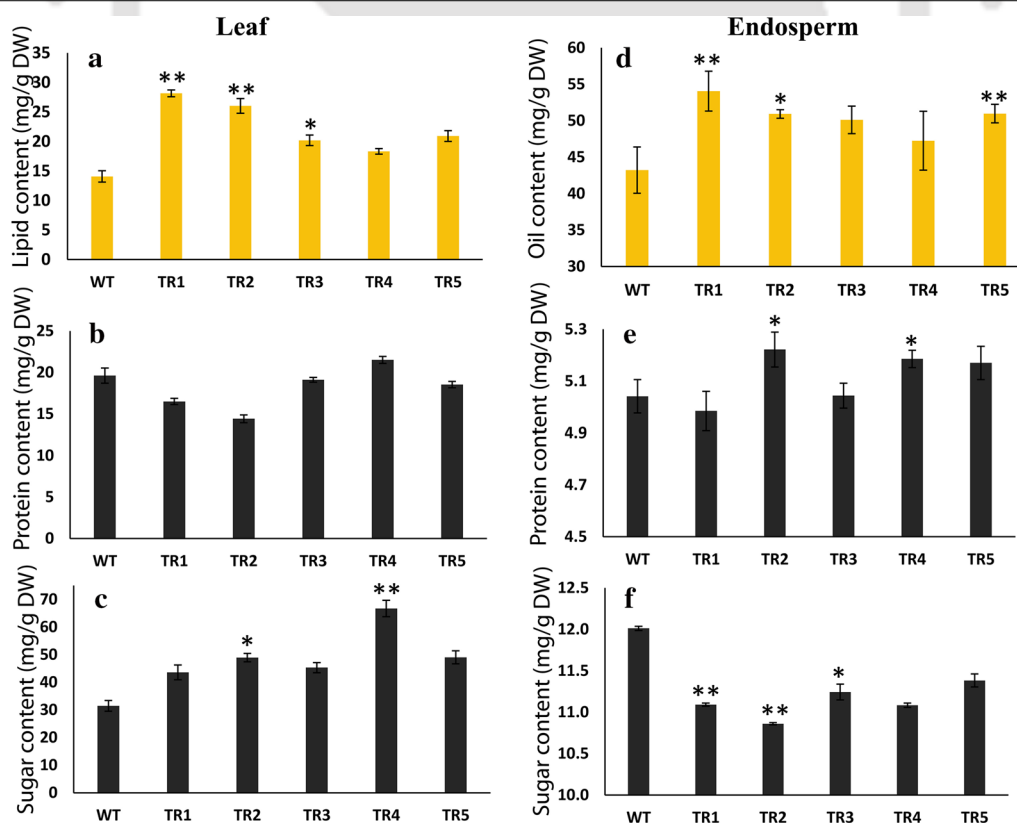 Leaf
a
Lipid content (mg/g DW)
35
30
25
20
15
10
5
0
** ** *
WT TR1 TR2 TR3 TR4 TR5
b
Protein content (mg/g DW)
25
20
15
10
5
0
WT TR1 TR2 TR3 TR4 TR5
c
Sugar content (mg/g DW)
70
60
50
40
30
20
10
0
* **
WT TR1 TR2 TR3 TR4 TR5
Endosperm
d
Oil content (mg/g DW)
60
55
50
45
40
35
30
** * **
WT TR1 TR2 TR3 TR4 TR5
e
Protein content (mg/g DW)
5.3
5.1
4.9
4.7
4.5
* *
WT TR1 TR2 TR3 TR4 TR5
f
Sugar content (mg/g DW)
12.5
12.0
11.5
11.0
10.5
10.0
** ** *
WT TR1 TR2 TR3 TR4 TR5